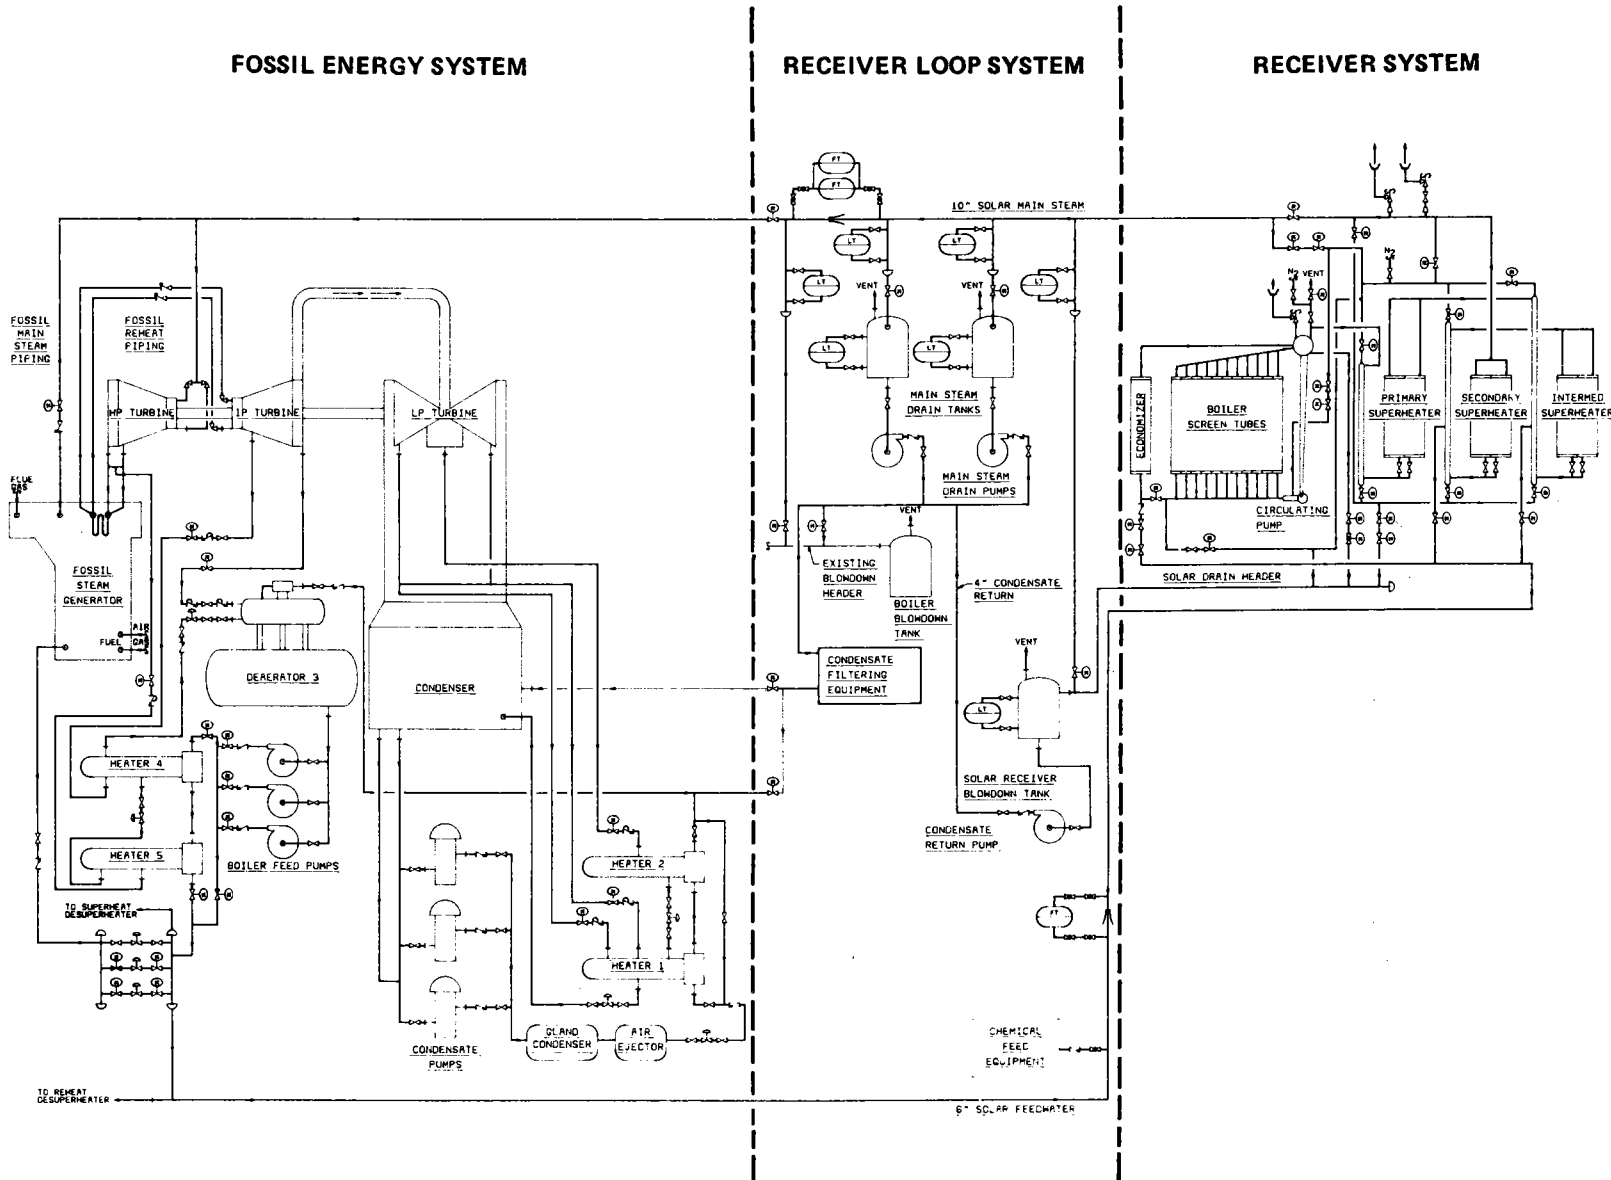 FOSSIL ENERGY SYSTEM
RECEIVER LOOP SYSTEM
RECEIVER SYSTEM
FT
FT
10" SOLAR MAIN STEAM
LT
LT
LT
LT
VENT
VENT
N2
N2
VENT
FOSSIL
MAIN
STEAM
PIPING
FOSSIL
REHEAT
PIPING
LT
LT
HP TURBINE
IP TURBINE
LP TURBINE
MAIN STEAM
DRAIN TANKS
MAIN STEAM
DRAIN PUMPS
ECONOMIZER
BOILER
SCREEN TUBES
PRIMARY
SUPERHEATER
SECONDARY
SUPERHEATER
INTERMED
SUPERHEATER
FLUE
GAS
CIRCULATING
PUMP
VENT
FOSSIL
STEAM
GENERATOR
AIR
FUEL
GAS
EXISTING
BLOWDOWN
HEADER
4" CONDENSATE
RETURN
SOLAR DRAIN HEADER
BOILER
BLOWDOWN
TANK
VENT
DEAERATOR 3
CONDENSER
CONDENSATE
FILTERING
EQUIPMENT
LT
HEATER 4
SOLAR RECEIVER
BLOWDOWN TANK
HEATER 5
BOILER FEED PUMPS
CONDENSATE
RETURN PUMP
HEATER 2
TO SUPERHEAT
DESUPERHEATER
FT
HEATER 1
CONDENSATE
PUMPS
GLAND
CONDENSER
AIR
EJECTOR
CHEMICAL
FEED
EQUIPMENT
TO REHEAT
DESUPERHEATER
6" SOLAR FEEDWATER